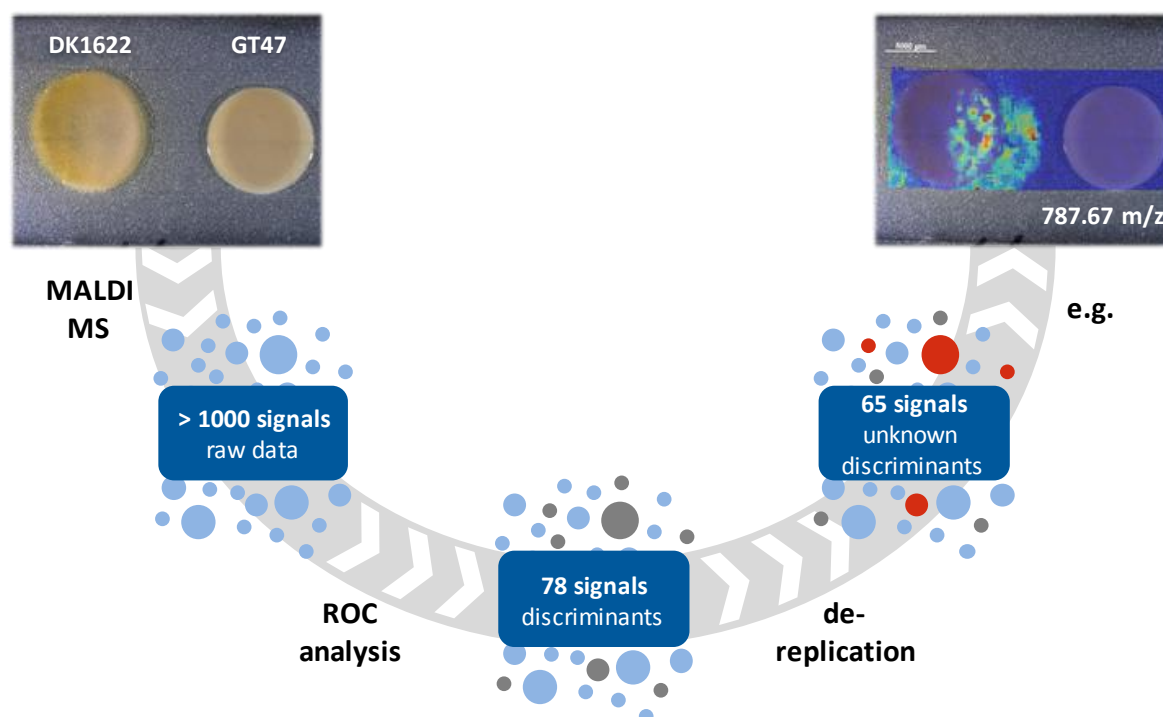 DK1622
GT47
787.67 m/z
MALDI
MS
e.g.
> 1000 signals
raw data
65 signals
unknown
discriminants
78 signals
discriminants
ROC
analysis
de-
replication